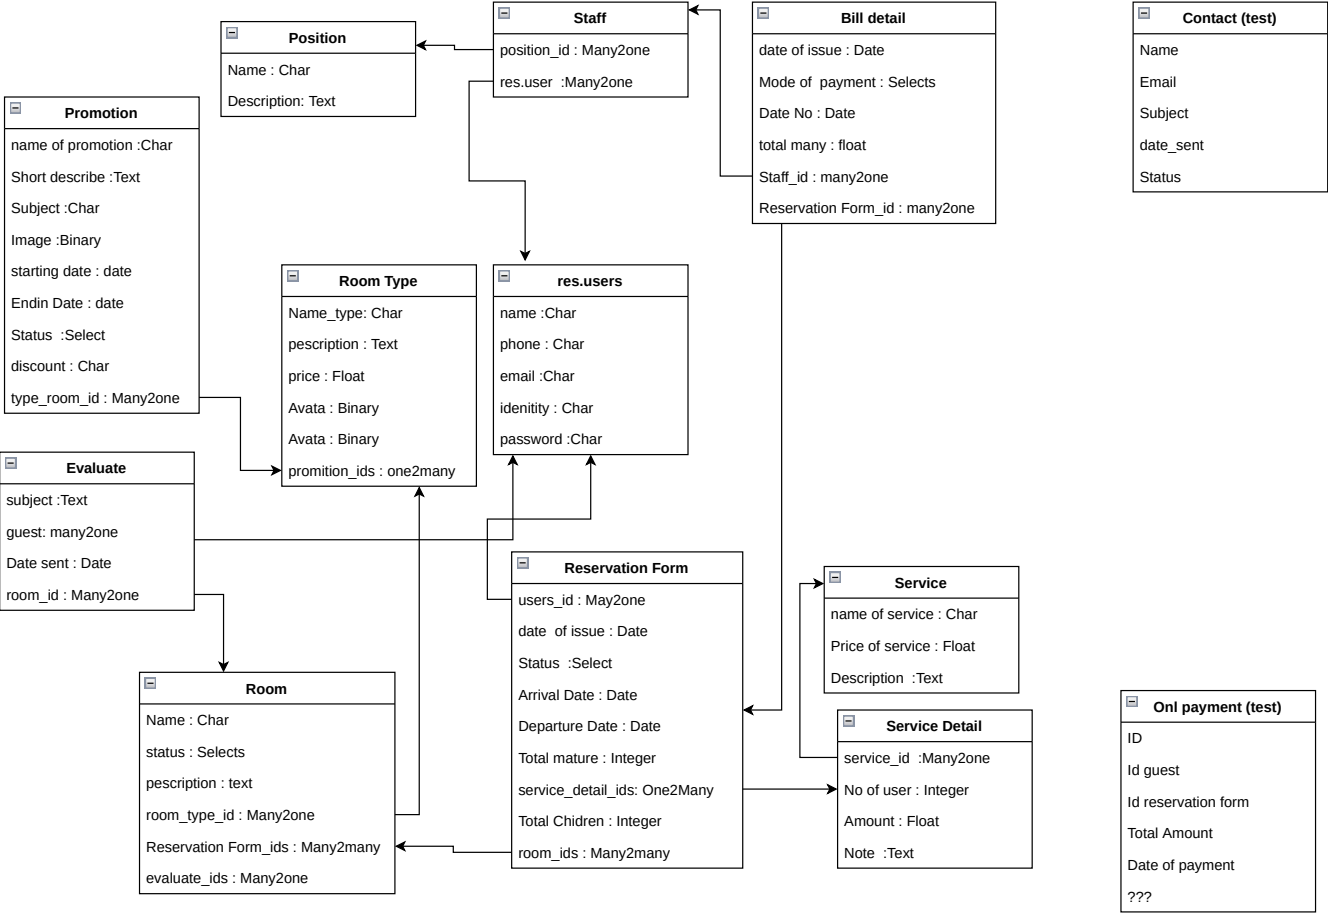 Position
Name : Char
Description: Text
Staff
position_id : Many2one
res.user  :Many2one
Bill detail
date of issue : Date
Mode of  payment : Selects
Date No : Date
total many : float
Staff_id : many2one
Reservation Form_id : many2one
Contact (test)
Name
Email
Subject
date_sent
Status
Promotion
name of promotion :Char
Short describe :Text
Subject :Char
Image :Binary
starting date : date
Endin Date : date
Status  :Select
discount : Char
type_room_id : Many2one
Room Type
Name_type: Char
pescription : Text
price : Float
Avata : Binary
Avata : Binary
promition_ids : one2many
res.users
name :Char
phone : Char
email :Char
idenitity : Char
password :Char
Evaluate
subject :Text
guest: many2one
Date sent : Date
room_id : Many2one
Reservation Form
users_id : May2one
date  of issue : Date
Status  :Select
Arrival Date : Date
Departure Date : Date
Total mature : Integer
service_detail_ids: One2Many
Total Chidren : Integer
room_ids : Many2many
Service
name of service : Char
Price of service : Float
Description  :Text
Room
Name : Char
status : Selects
pescription : text
room_type_id : Many2one
Reservation Form_ids : Many2many
evaluate_ids : Many2one
Service Detail
service_id  :Many2one
No of user : Integer
Amount : Float
Note  :Text
Onl payment (test)
ID
Id guest
Id reservation form
Total Amount
Date of payment
???